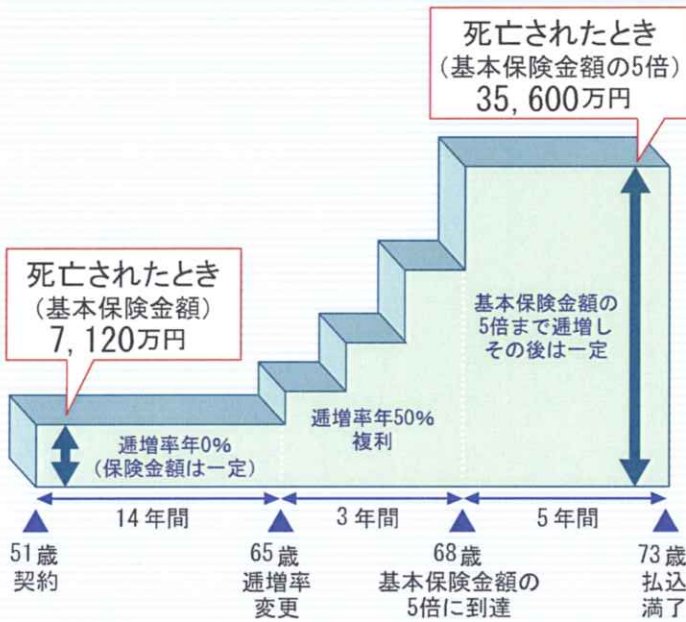 死亡されたとき
(基本保険金額の5倍)
35,600万円
死亡されたとき
(基本保険金額)
7,120万円
基本保険金額の
5倍まで逓増し
その後は一定
逓増率年50%
複利
逓増率年0%
(保険金額は一定)
14年間
3年間
5年間
51歳
契約
65歳
逓増率
変更
68歳
基本保険金額の
5倍に到達
73歳
払込
満了